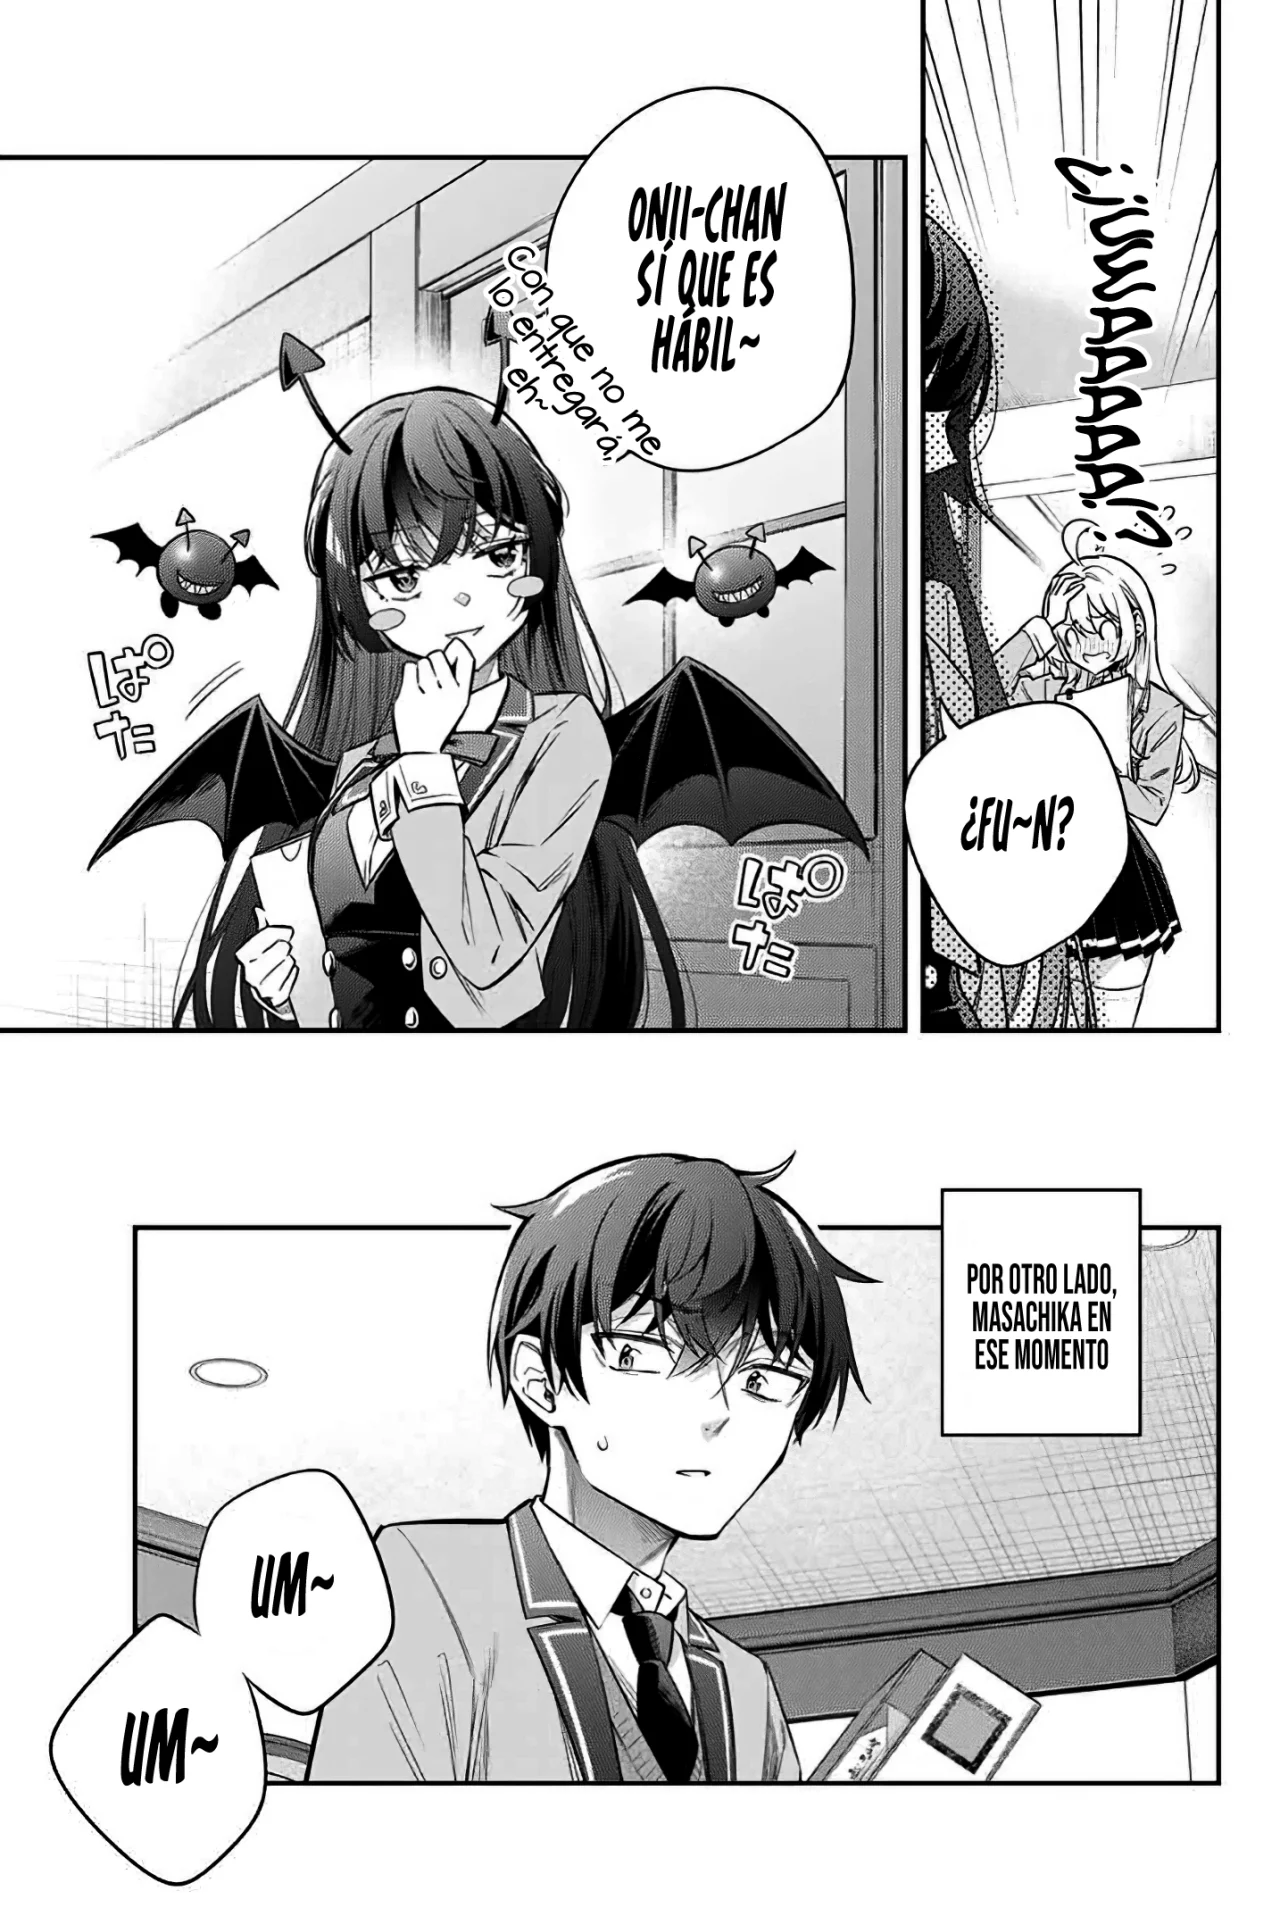 ¿¡UWAAAAAA!?
¿FU~N?
ONII-CHAN
SÍ QUE ES
HÁBIL~
Con que no me
lo entregará,
eh~
ぱた
ぱた
POR OTRO LADO,
MASACHIKA EN
ESE MOMENTO
UM~
UM~